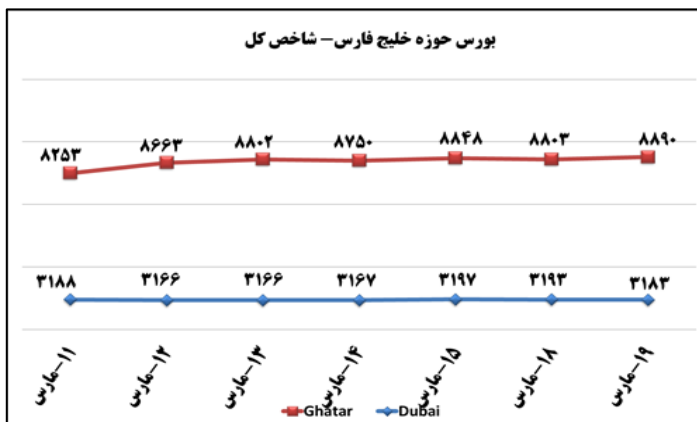 بورس حوزه خلیج فارس– شاخص کل
۸۲۵۳ ۸۶۶۳ ۸۸۰۲ ۸۷۵۰ ۸۸۴۸ ۸۸۰۳ ۸۸۹۰
۳۱۸۸ ۳۱۶۶ ۳۱۶۶ ۳۱۶۷ ۳۱۹۷ ۳۱۹۳ ۳۱۸۳
۱۱-مارس ۱۲-مارس ۱۳-مارس ۱۴-مارس ۱۵-مارس ۱۸-مارس ۱۹-مارس
Ghatar Dubai